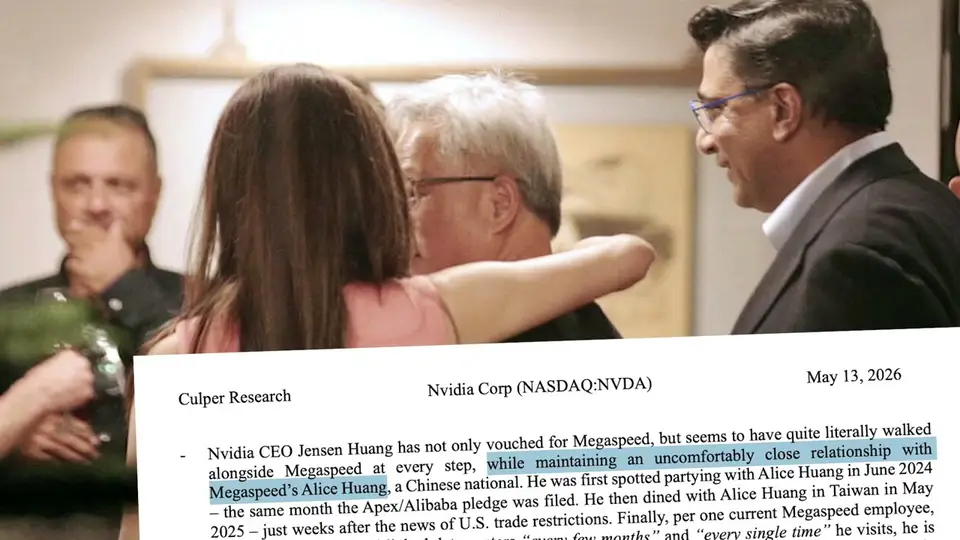 Culper Research
Nvidia Corp (NASDAQ:NVDA)
May 13, 2026
- Nvidia CEO Jensen Huang has not only vouched for Megaspeed, but seems to have quite literally walked
alongside Megaspeed at every step, while maintaining an uncomfortably close relationship with
Megaspeed's Alice Huang, a Chinese national. He was first spotted partying with Alice Huang in June 2024
– the same month the Apex/Alibaba pledge was filed. He then dined with Alice Huang in Taiwan in May
2025 – just weeks after the news of U.S. trade restrictions. Finally, per one current Megaspeed employee,
"every few months" and "every single time" he visits, he is